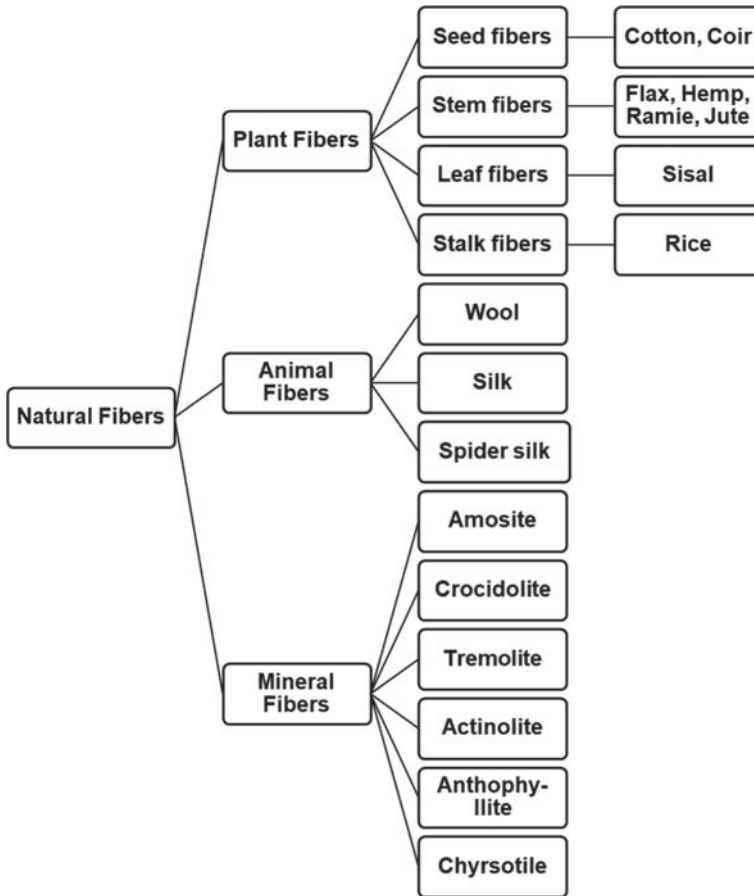 Natural Fibers
Plant Fibers
Seed fibers
Cotton, Coir
Stem fibers
Flax, Hemp,
Ramie, Jute
Leaf fibers
Sisal
Stalk fibers
Rice
Animal
Fibers
Wool
Silk
Spider silk
Mineral
Fibers
Amosite
Crocidolite
Tremolite
Actinolite
Anthophy-
llite
Chyrsotile